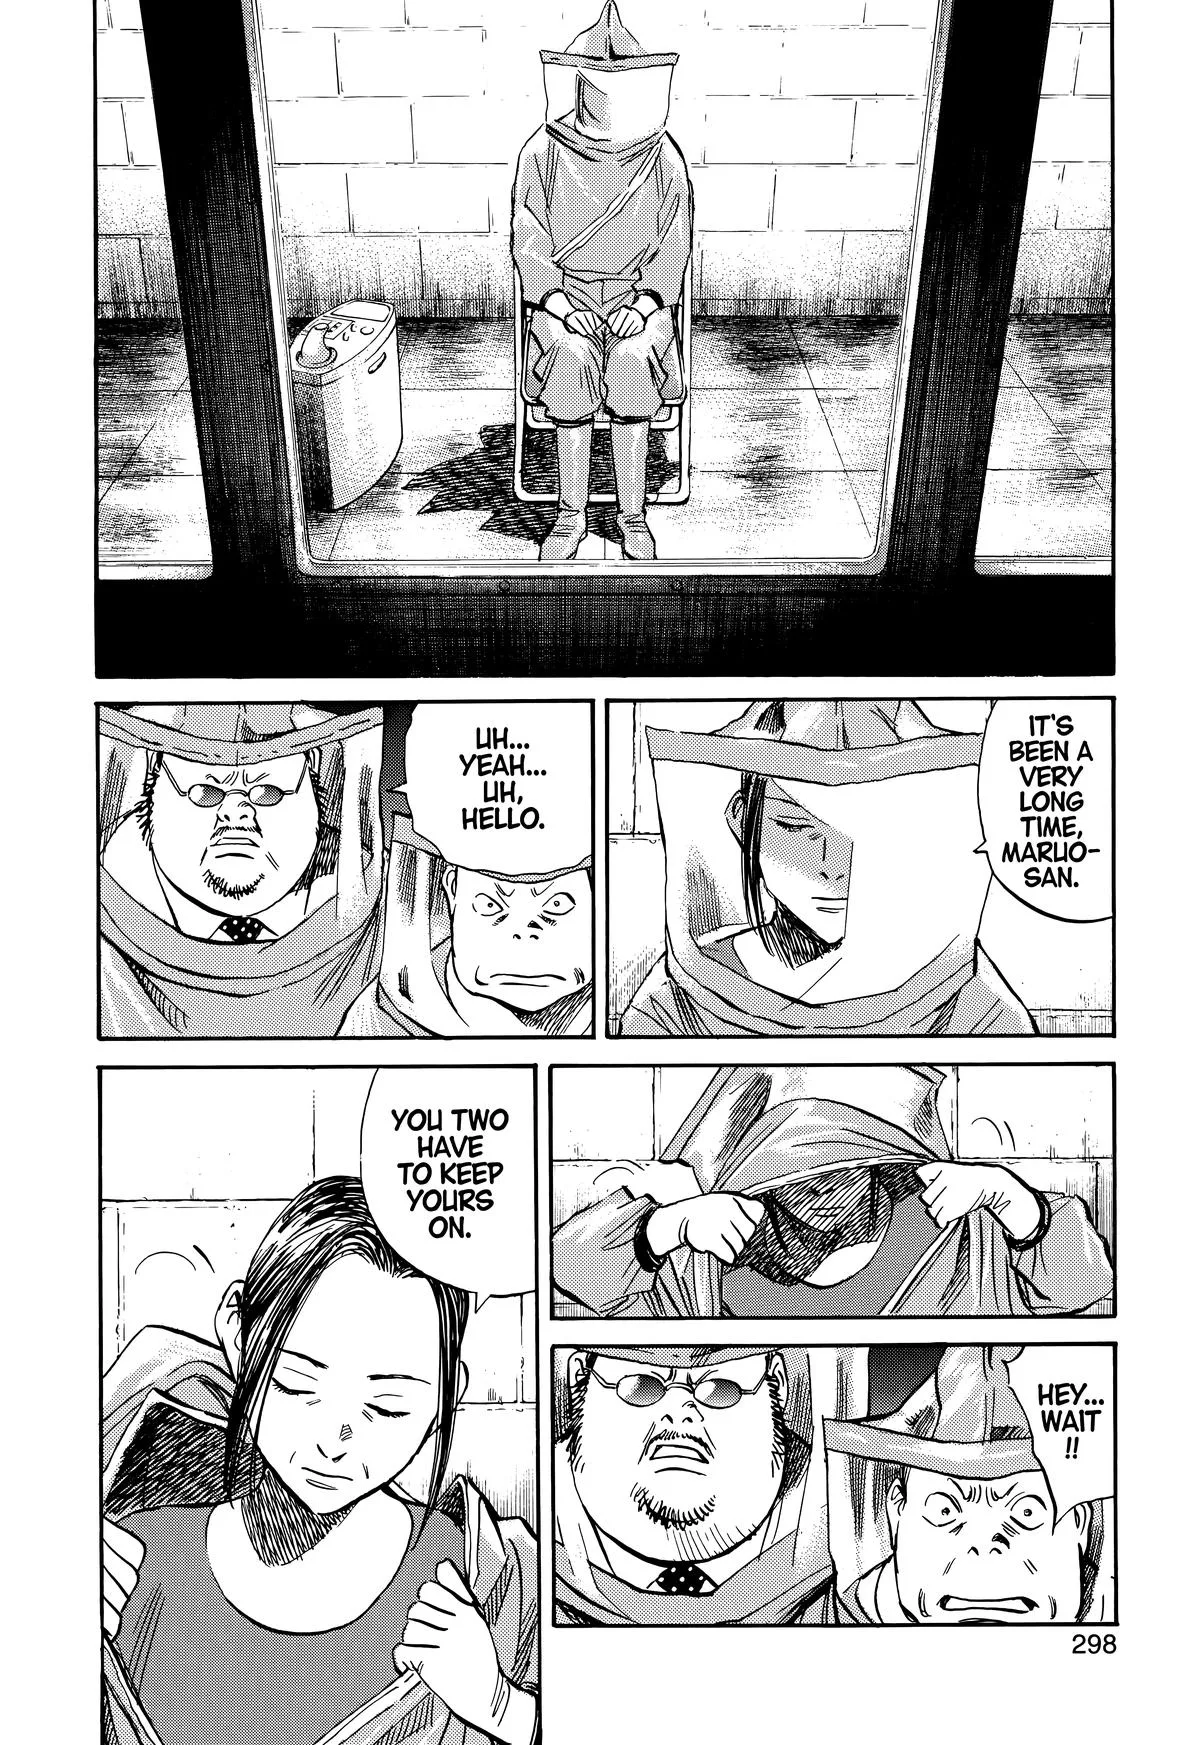 IT'S
BEEN A
VERY
LONG
TIME,
MARUO-
SAN.
UH...
YEAH...
UH,
HELLO.
HEY...
WAIT
!!
YOU TWO
HAVE
TO KEEP
YOURS
ON.
298